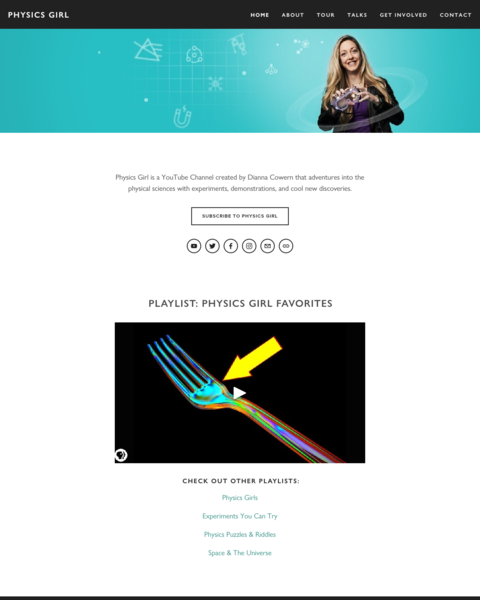 PHYSICS GIRL
HOME ABOUT TOUR TALKS GET INVOLVED CONTACT
Physics Girl is a YouTube Channel created by Dianna Cowern that adventures into the
physical sciences with experiments, demonstrations, and cool new discoveries.
SUBSCRIBE TO PHYSICS GIRL
PLAYLIST: PHYSICS GIRL FAVORITES
CHECK OUT OTHER PLAYLISTS:
Physics Girls
Experiments You Can Try
Physics Puzzles & Riddles
Space & The Universe